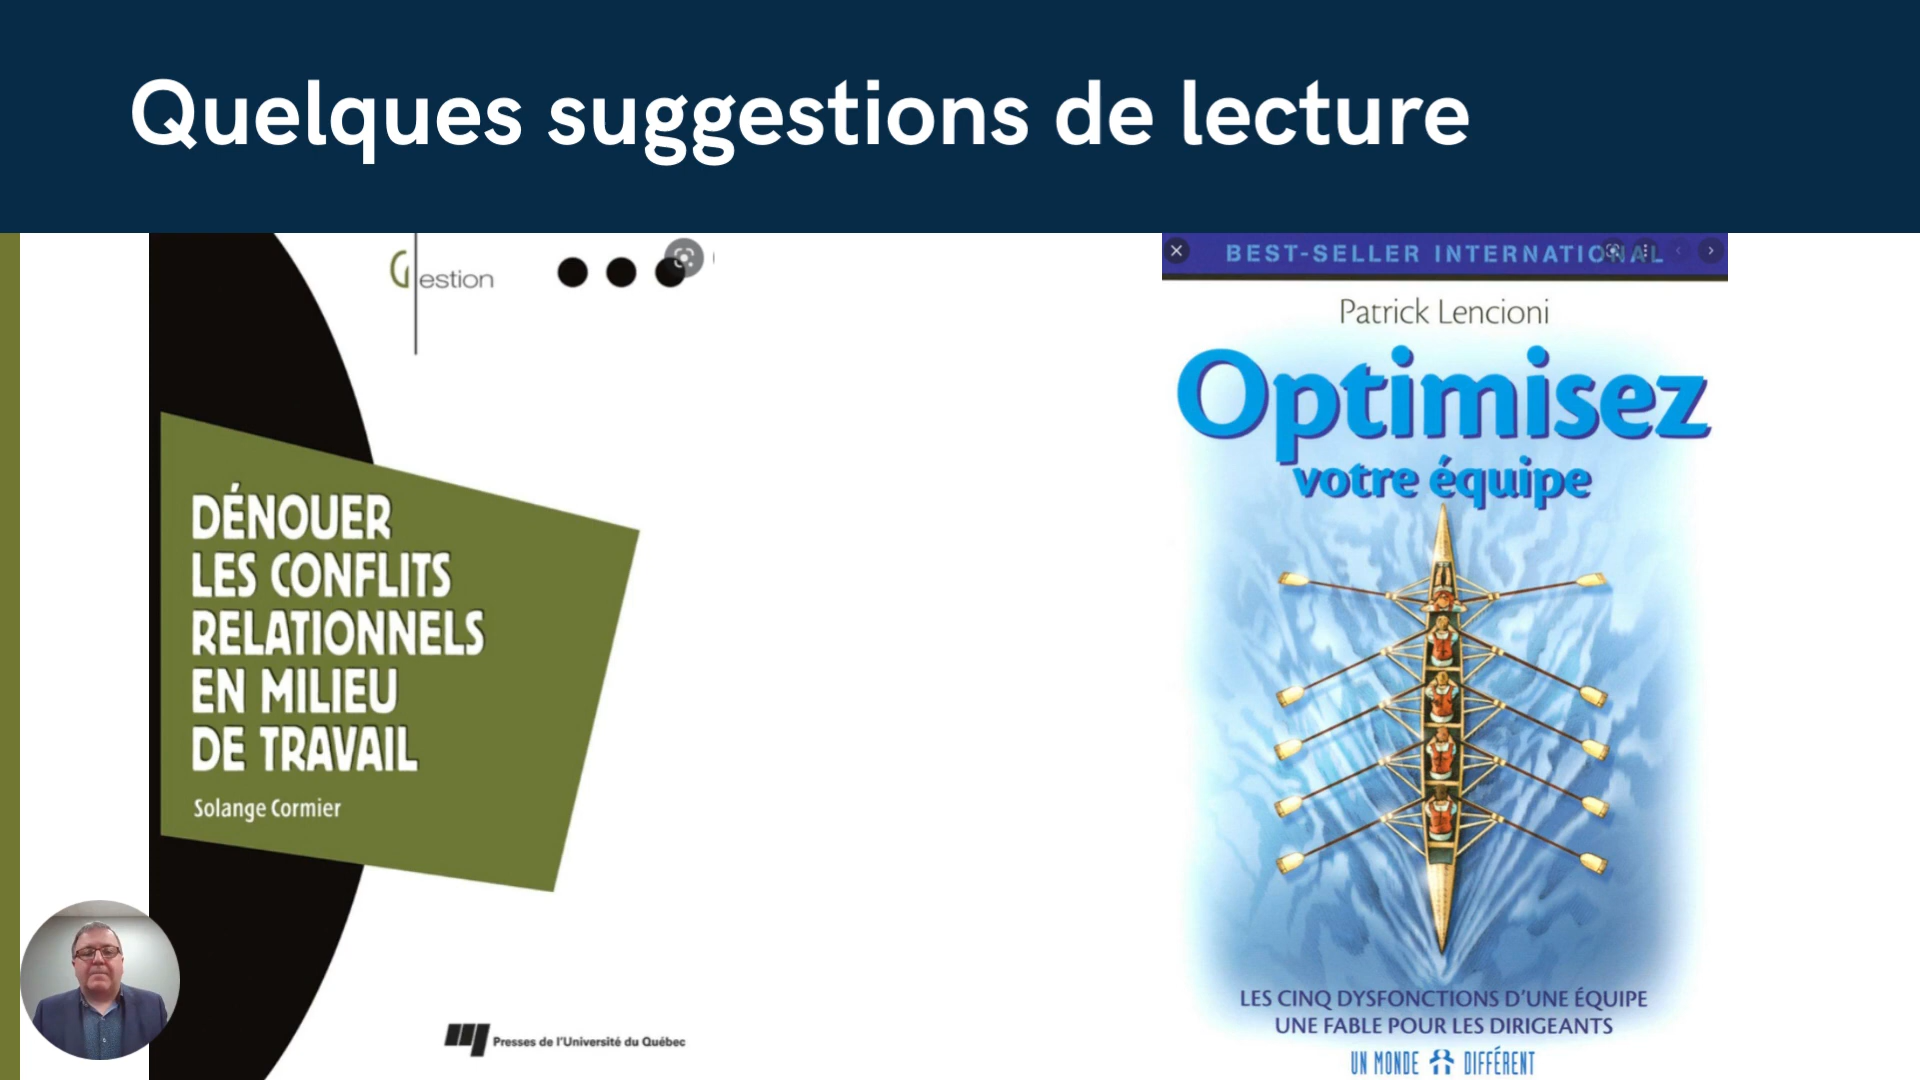 Quelques suggestions de lecture
Gestion
DÉNOUER
LES CONFLITS
RELATIONNELS
EN MILIEU
DE TRAVAIL
Solange Cormier
Presses de l'Université du Québec
BEST-SELLER INTERNATIONAL
Patrick Lencioni
Optimisez
votre équipe
LES CINQ DYSFONCTIONS D'UNE ÉQUIPE
UNE FABLE POUR LES DIRIGEANTS
UN MONDE DIFFÉRENT